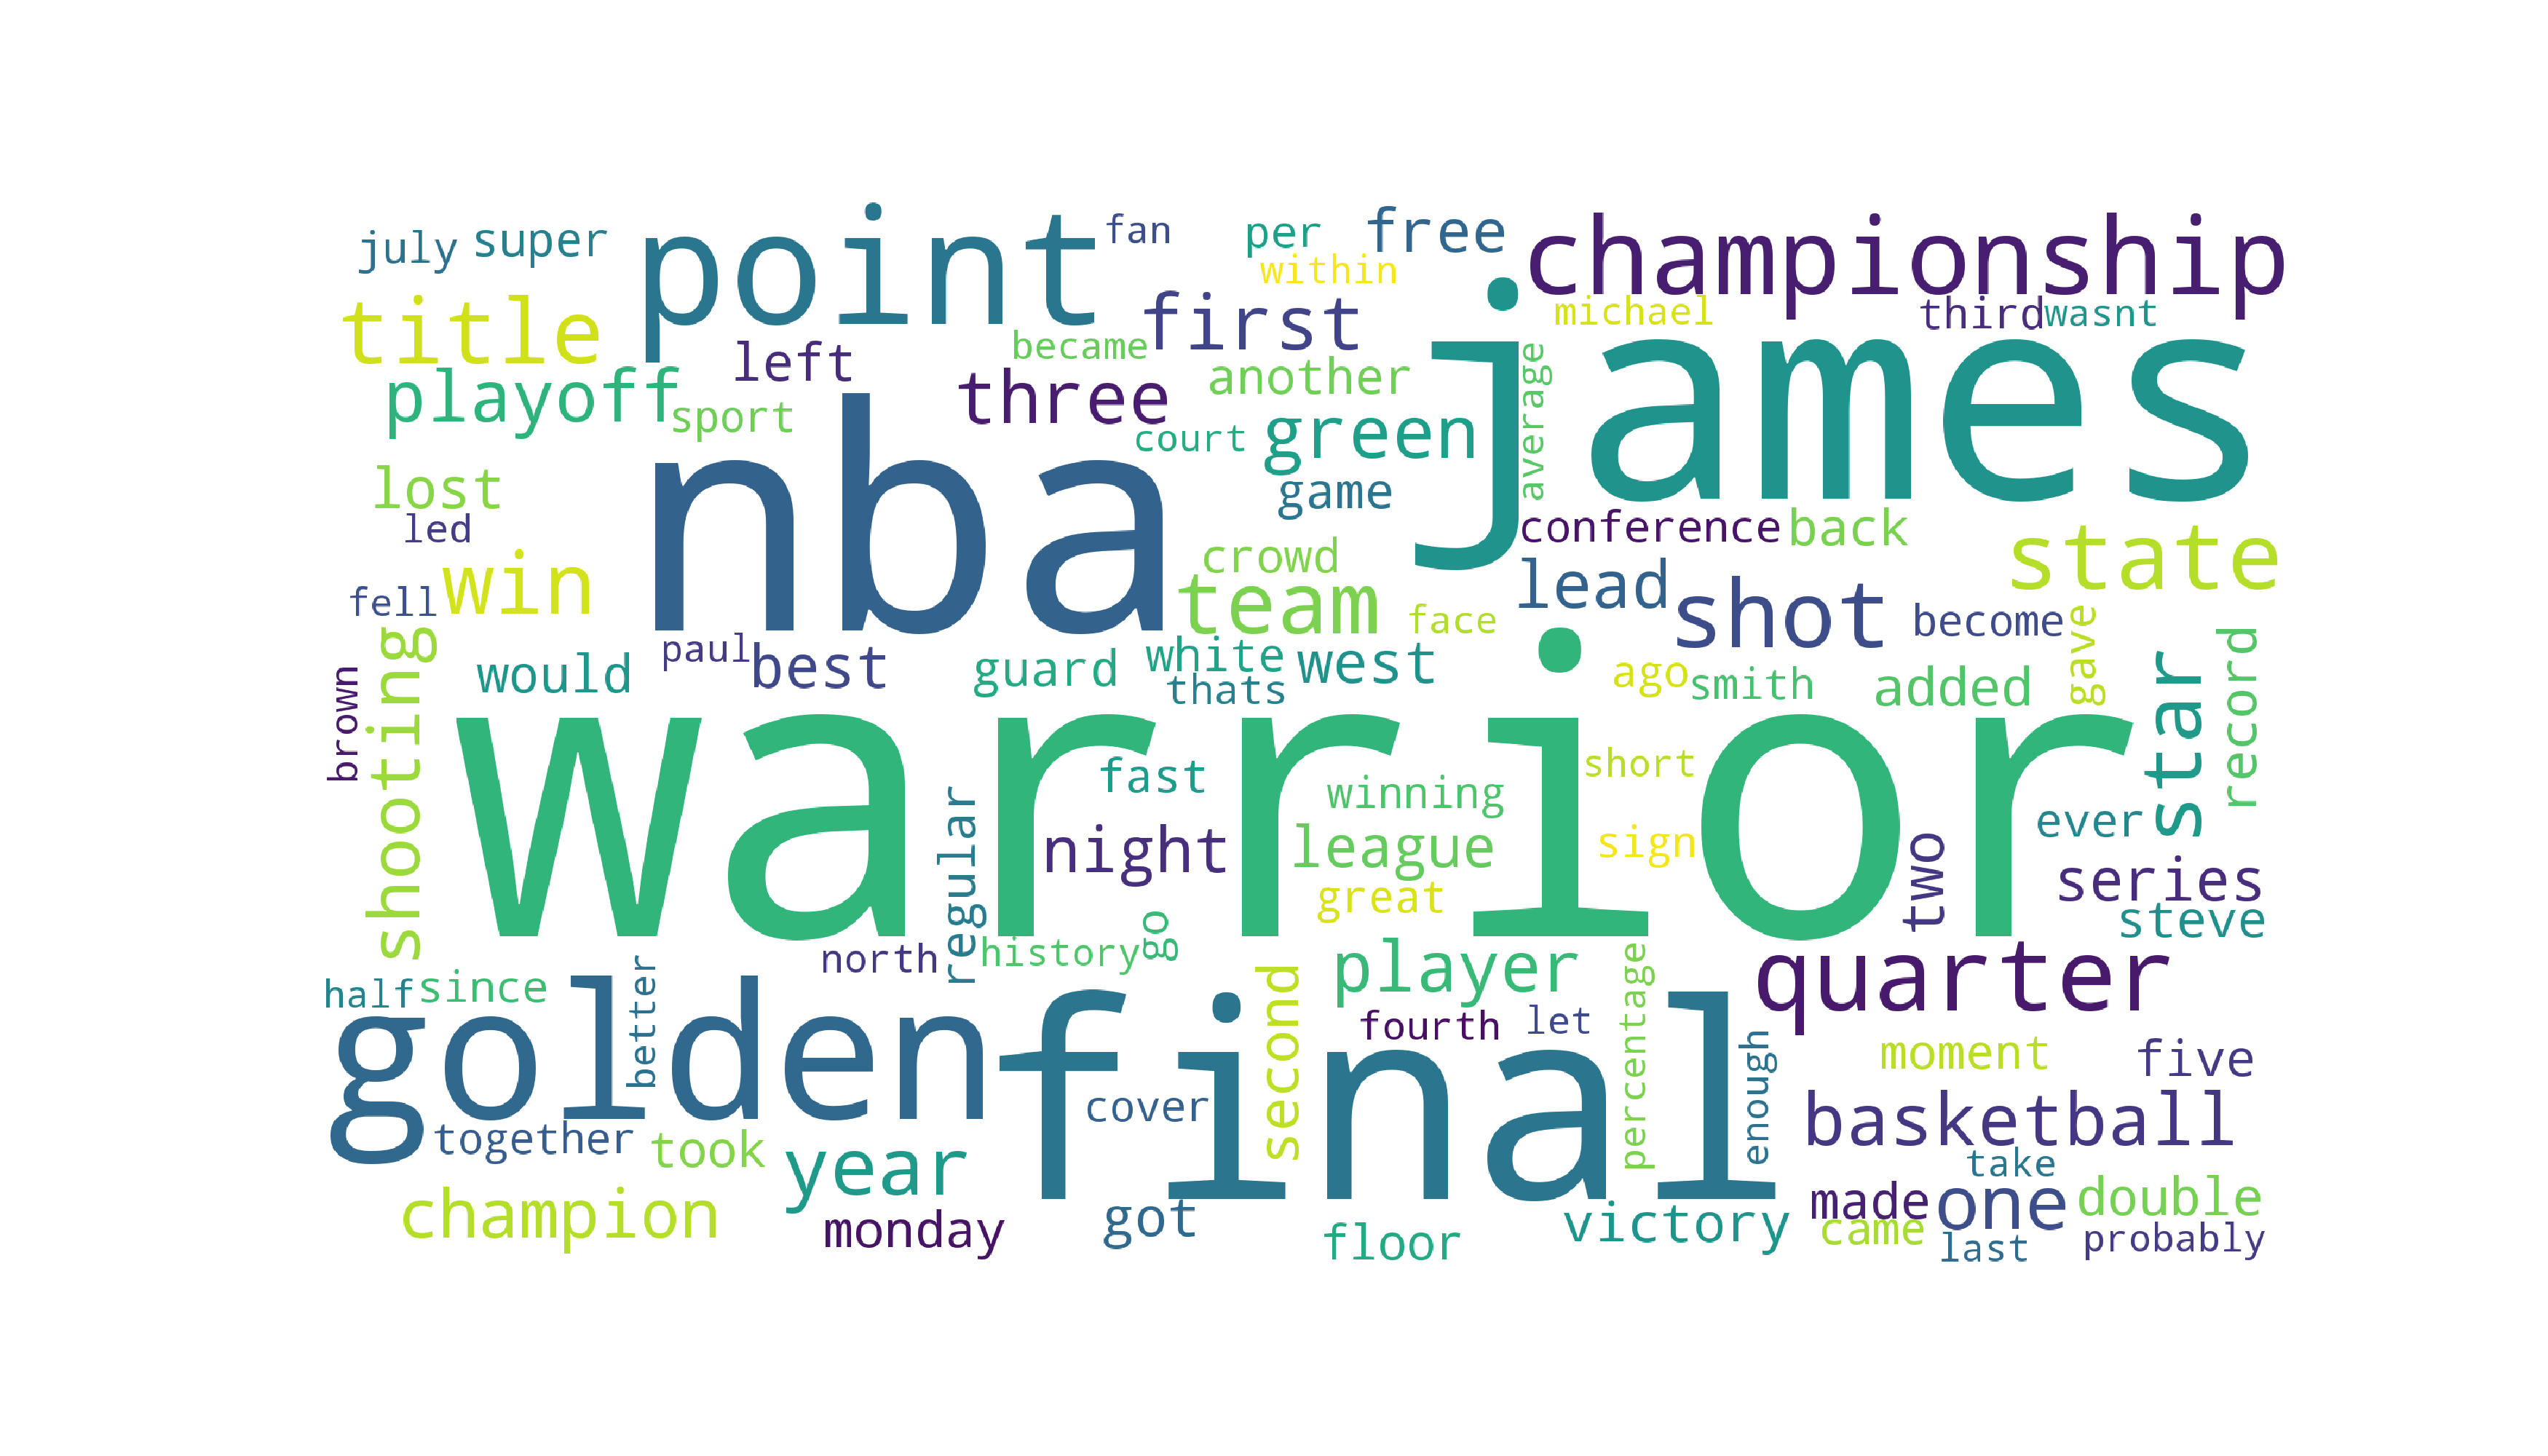 july super point fan per free championship
within
title first michael third wasnt
left became james
playoff three another average
sport nba court green
lost game
led conference back
win crowd lead state
fell team face shot become
shooting would paul best guard white west gave star record
thats ago smith added
brown warrior
fast short
regular winning
night league sign two ever
great series
go steve
north history player quarter
half since better second percentage
golden final fourth let
moment five
cover enough basketball
together took year take
champion made one double
monday got floor victory came last probably